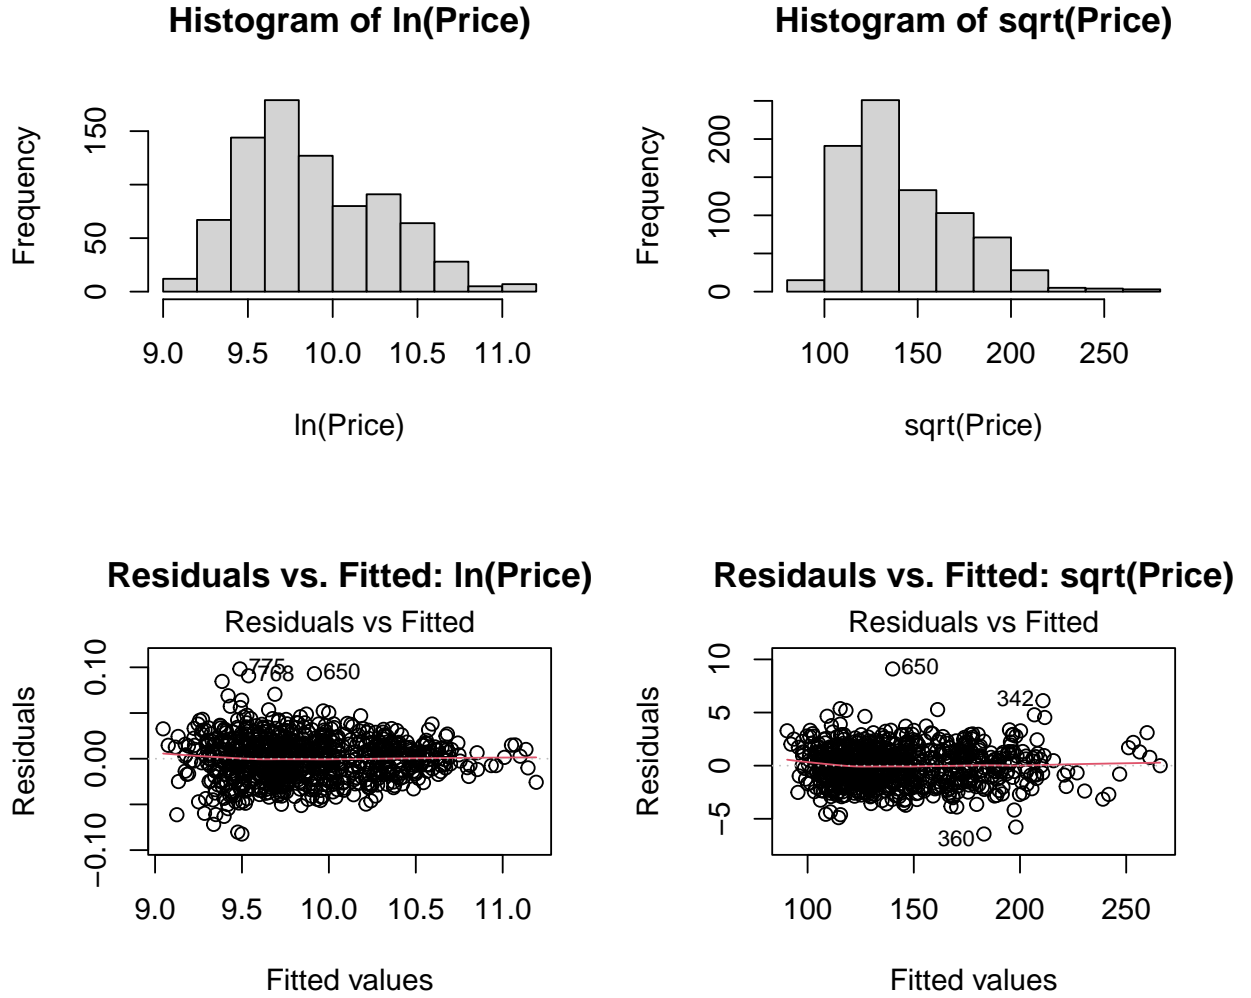 Histogram of ln(Price)
Frequency
0 50 150
9.0 9.5 10.0 10.5 11.0
ln(Price)
Histogram of sqrt(Price)
Frequency
0 100 200
100 150 200 250
sqrt(Price)
Residuals vs. Fitted: ln(Price)
Residuals vs Fitted
Residuals
−0.10 0.00 0.10
775
768
650
9.0 9.5 10.0 10.5 11.0
Fitted values
Residauls vs. Fitted: sqrt(Price)
Residuals vs Fitted
Residuals
−5 0 5 10
650
342
360
100 150 200 250
Fitted values